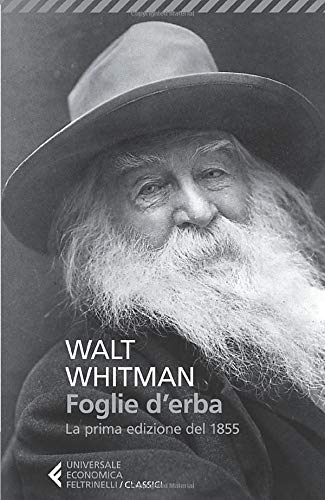 WALT
WHITMAN
Foglie d'erba
La prima edizione del 1855
UNIVERSALE
ECONOMICA
FELTRINELLI/CLASSICI